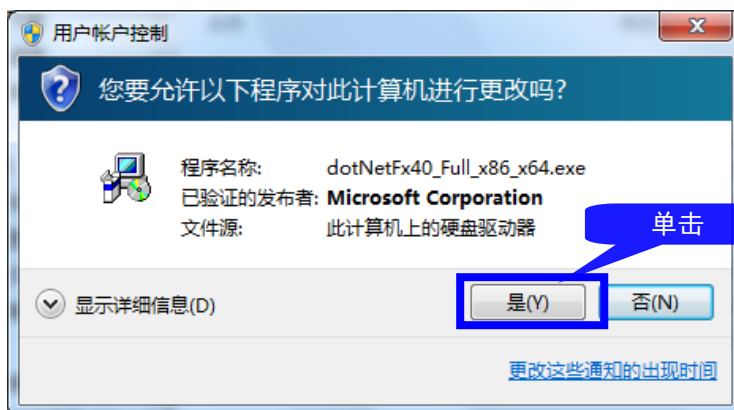 用户帐户控制
您要允许以下程序对此计算机进行更改吗?
程序名称: dotNetFx40_Full_x86_x64.exe
已验证的发布者: Microsoft Corporation
文件源: 此计算机上的硬盘驱动器
单击
显示详细信息(D)
是(Y)
否(N)
更改这些通知的出现时间